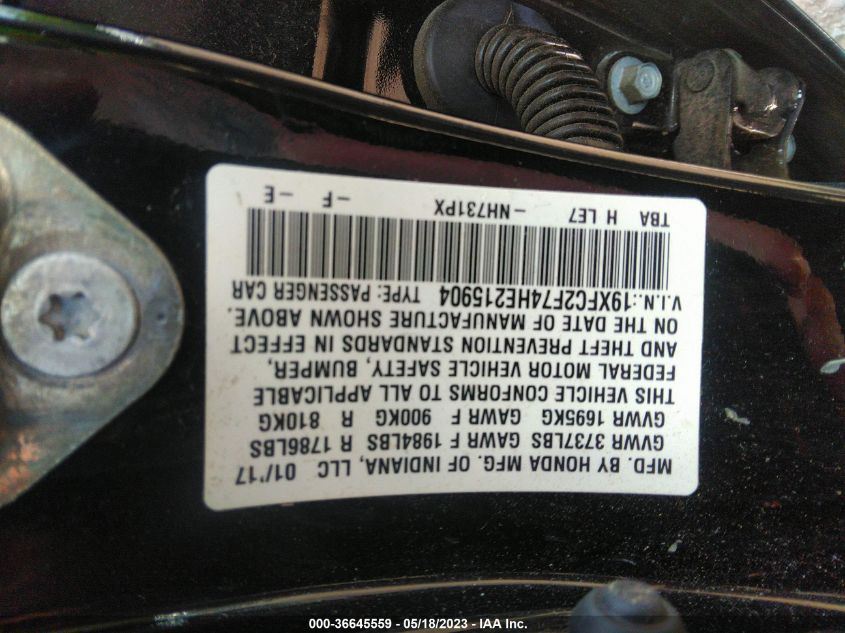 MFD. BY HONDA MFG. OF INDIANA, LLC 01/'17
GVWR 3737LBS GAWR F 1984LBS R 1786LBS
GVWR 1695KG GAWR F 900KG R 810KG
THIS VEHICLE CONFORMS TO ALL APPLICABLE
FEDERAL MOTOR VEHICLE SAFETY, BUMPER,
AND THEFT PREVENTION STANDARDS IN EFFECT
ON THE DATE OF MANUFACTURE SHOWN ABOVE.
V.I.N.:19XFC2F74HE215904 TYPE: PASSENGER CAR
TBA H LE7 -NH731PX -F -E
000-36645559 - 05/18/2023 - IAA Inc.